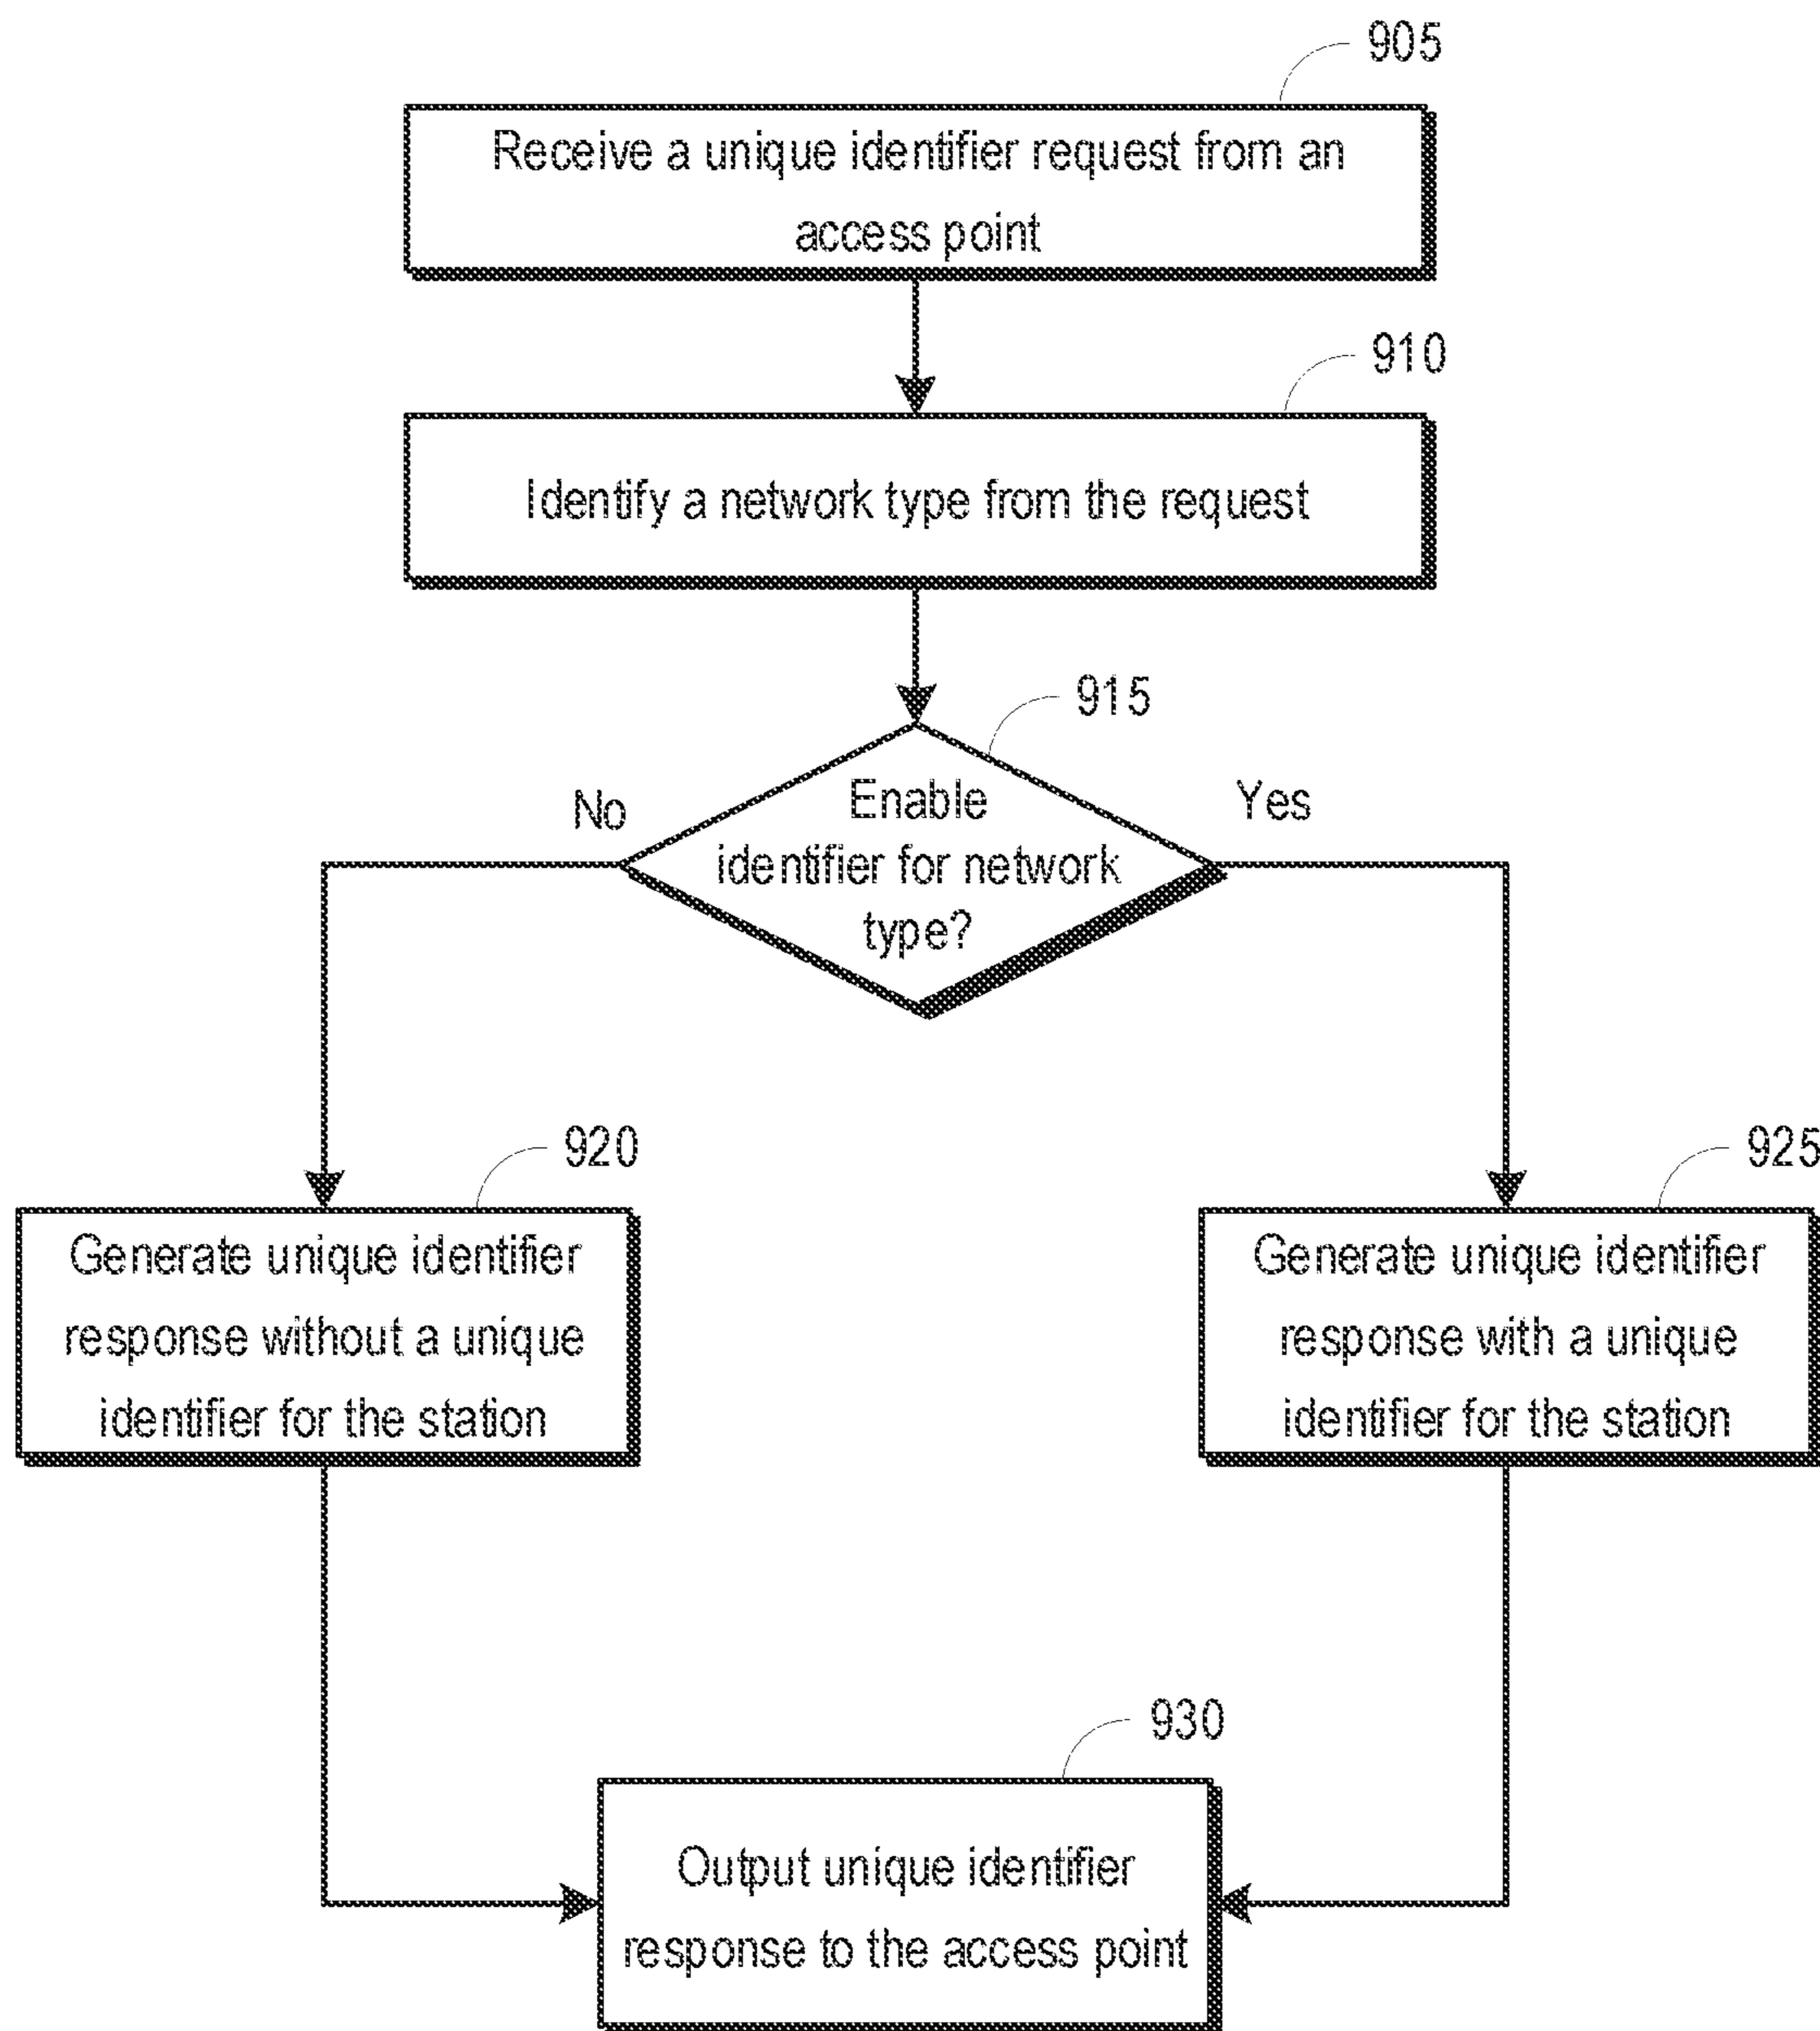 905
Receive a unique identifier request from an
access point
910
Identify a network type from the request
915
No
Yes
Enable
identifier for network
type?
920
925
Generate unique identifier
response without a unique
identifier for the station
Generate unique identifier
response with a unique
identifier for the station
930
Output unique identifier
response to the access point